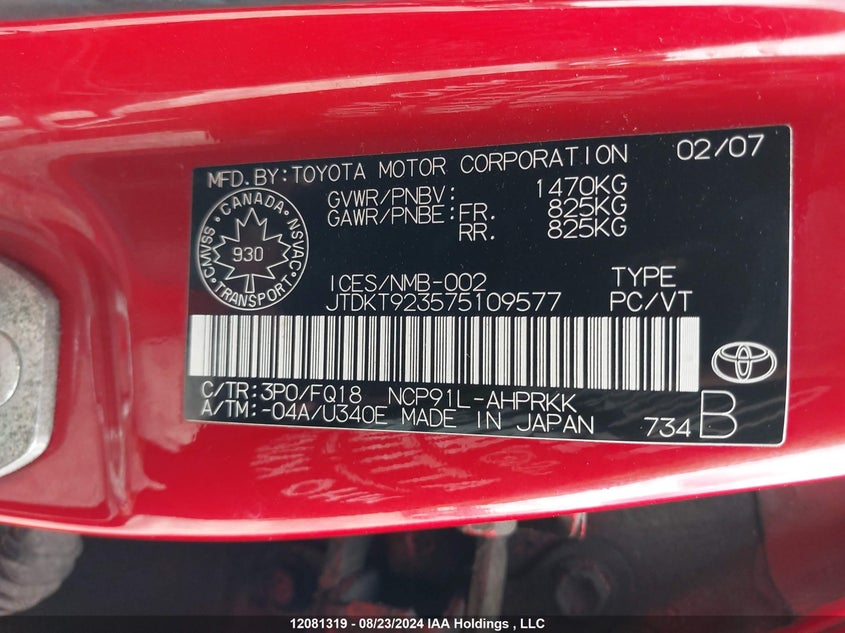 MFD.BY:TOYOTA MOTOR CORPORATION 02/07
GVWR/PNBV: 1470KG
GAWR/PNBE:FR. 825KG
RR. 825KG
CANADA
CMVSS NSVAC
930
TRANSPORT
ICES/NMB-002 TYPE
JTDKT923575109577 PC/VT
C/TR:3P0/FQ18 NCP91L-AHPRKK
A/TM:-04A/U340E MADE IN JAPAN 734 B
12081319 - 08/23/2024 IAA Holdings , LLC